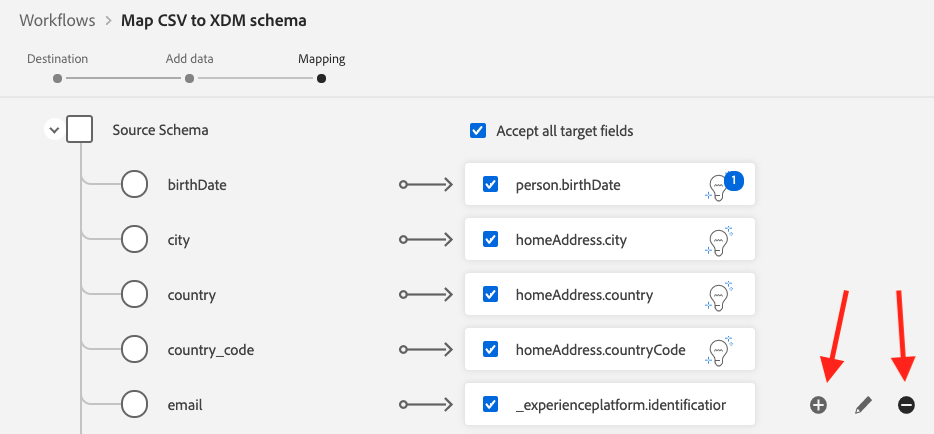 Workflows > Map CSV to XDM schema
Destination Add data Mapping
Source Schema Accept all target fields
birthDate person.birthDate 1
city homeAddress.city
country homeAddress.country
country_code homeAddress.countryCode
email _experienceplatform.identificatior